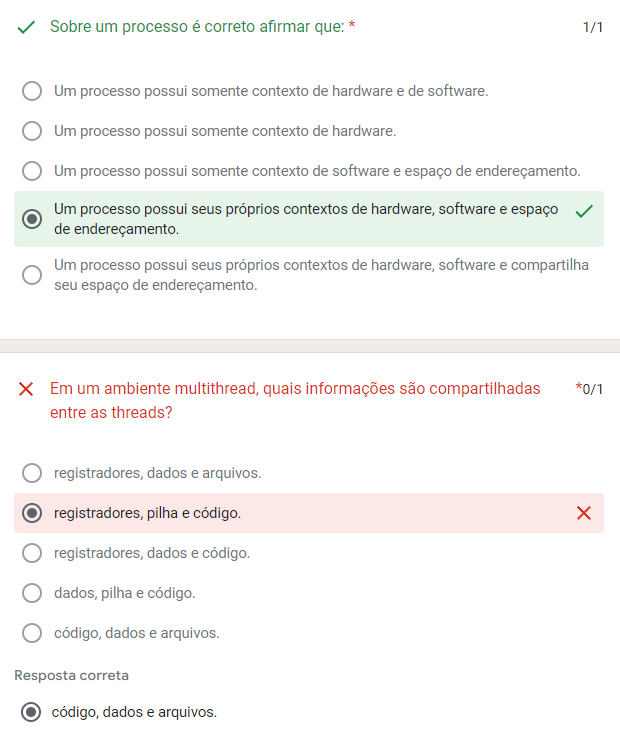 Sobre um processo é correto afirmar que: *
1/1
Um processo possui somente contexto de hardware e de software.
Um processo possui somente contexto de hardware.
Um processo possui somente contexto de software e espaço de endereçamento.
Um processo possui seus próprios contextos de hardware, software e espaço
de endereçamento.
Um processo possui seus próprios contextos de hardware, software e compartilha
seu espaço de endereçamento.
Em um ambiente multithread, quais informações são compartilhadas
*0/1
entre as threads?
registradores, dados e arquivos.
registradores, pilha e código.
registradores, dados e código.
dados, pilha e código.
código, dados e arquivos.
Resposta correta
código, dados e arquivos.